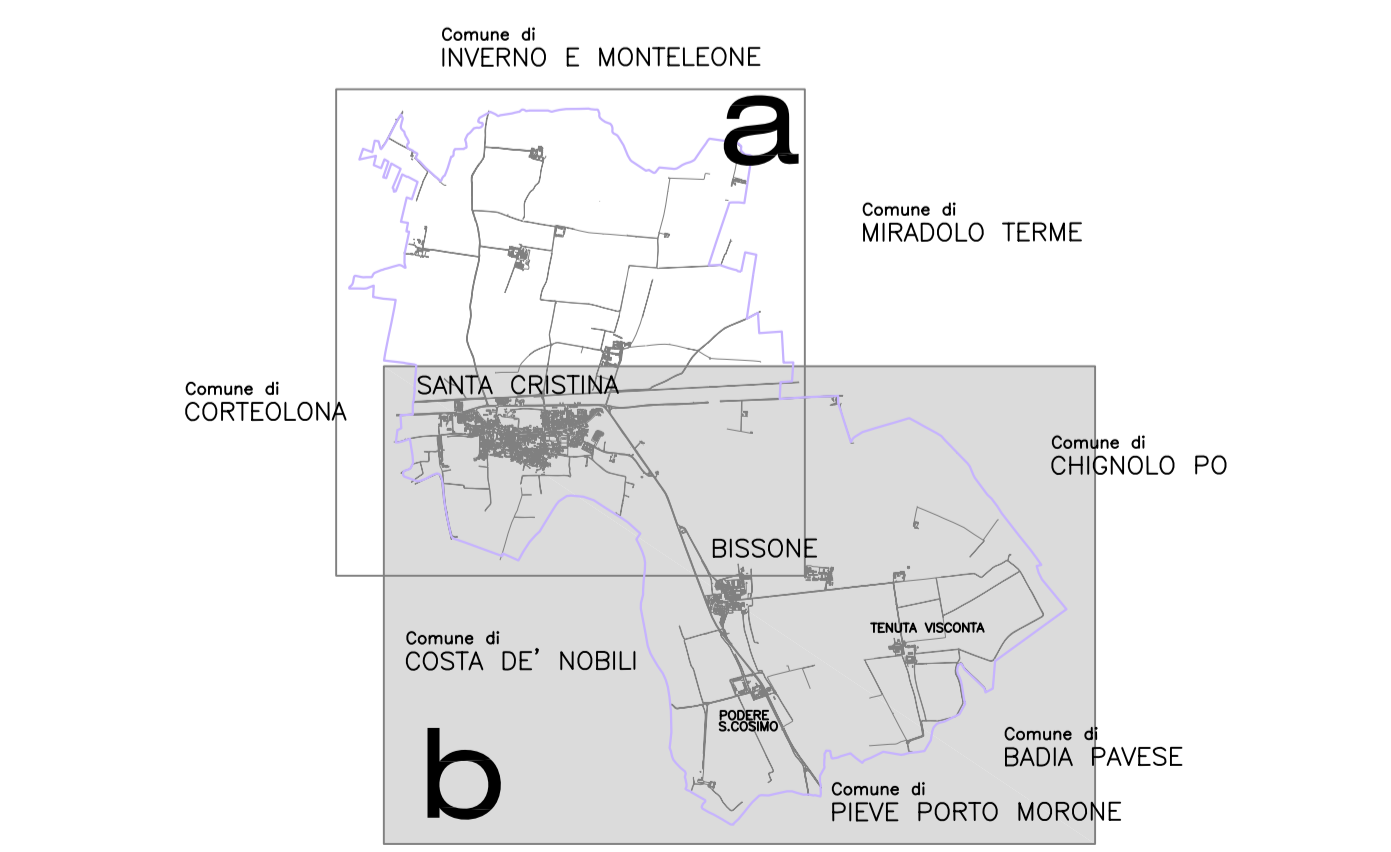 Comune di
INVERNO E MONTELEONE
a
Comune di
MIRADOLO TERME
SANTA CRISTINA
Comune di
CORTEOLONA
Comune di
CHIGNOLO PO
BISSONE
TENUTA VISCONTA
Comune di
COSTA DE' NOBILI
PODERE
S.COSIMO
b
Comune di
BADIA PAVESE
Comune di
PIEVE PORTO MORONE